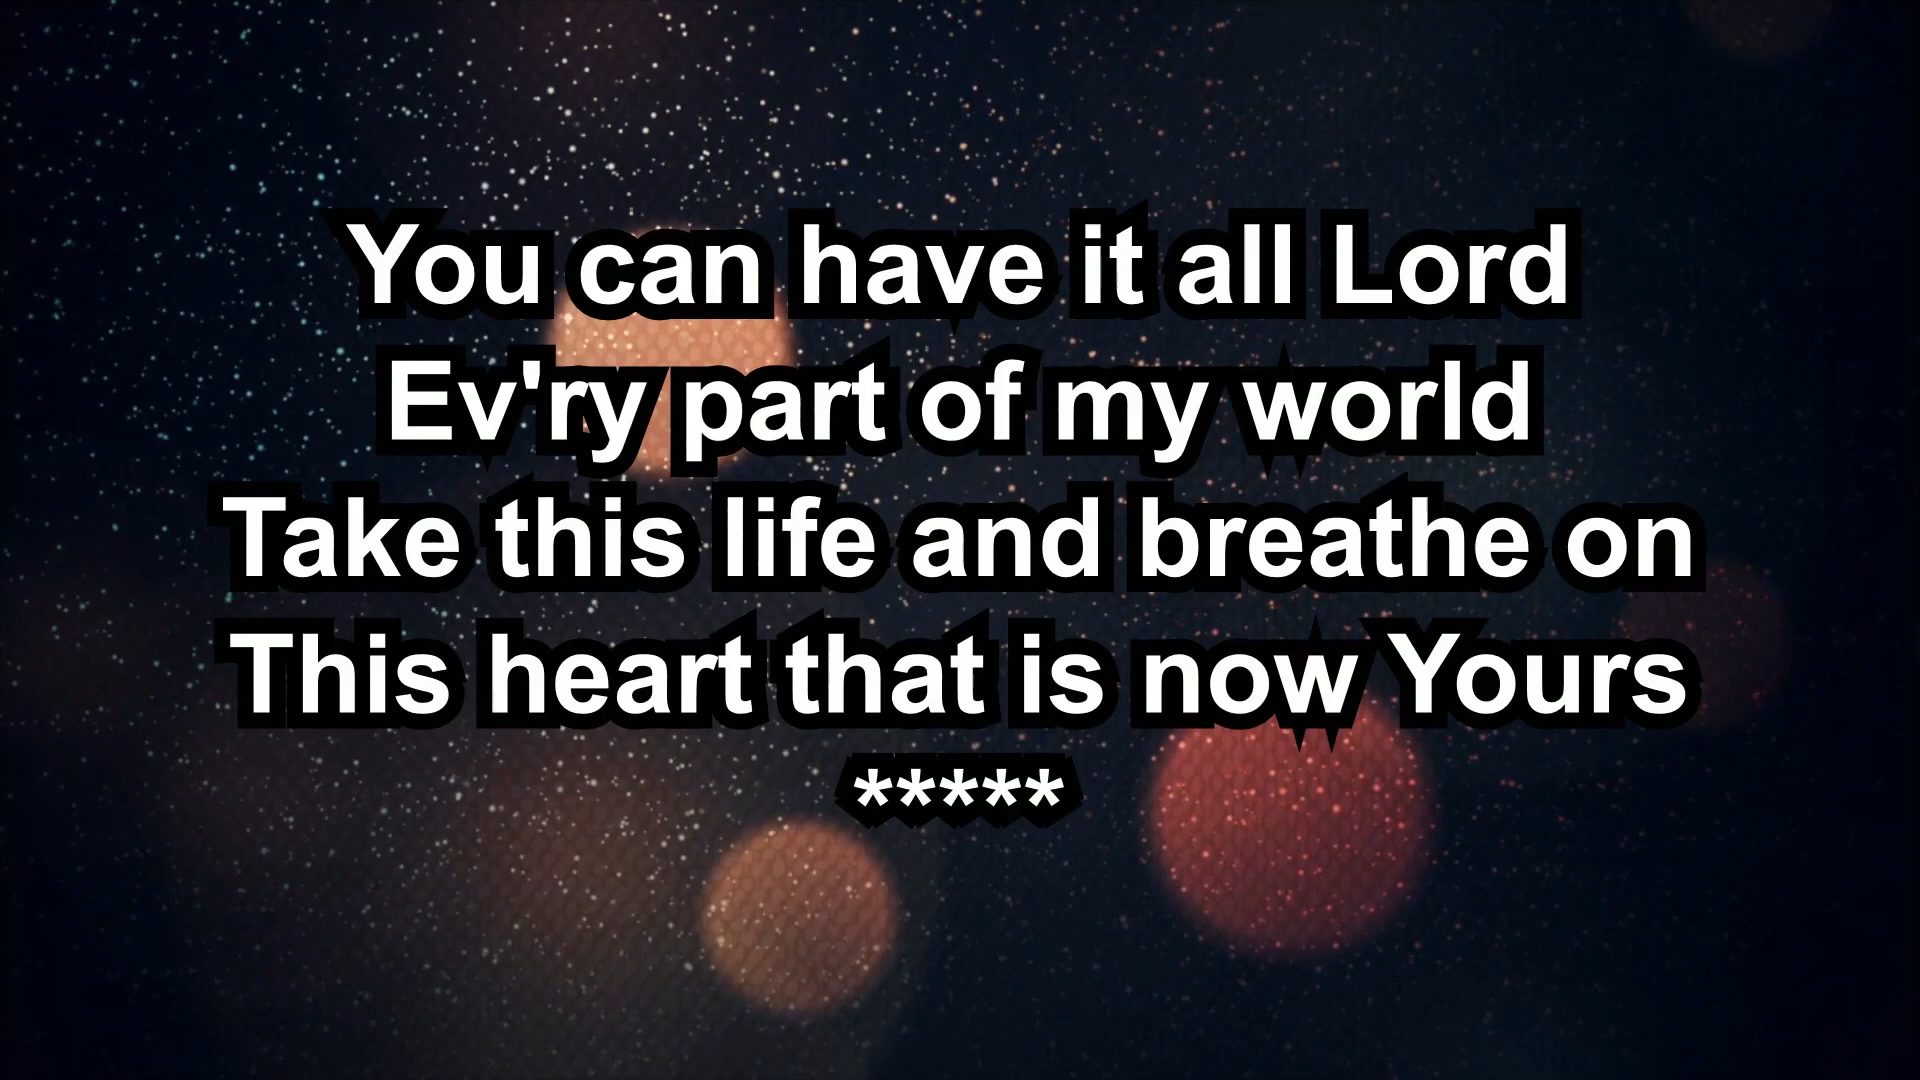 You can have it all Lord
Ev'ry part of my world
Take this life and breathe on
This heart that is now Yours
*****